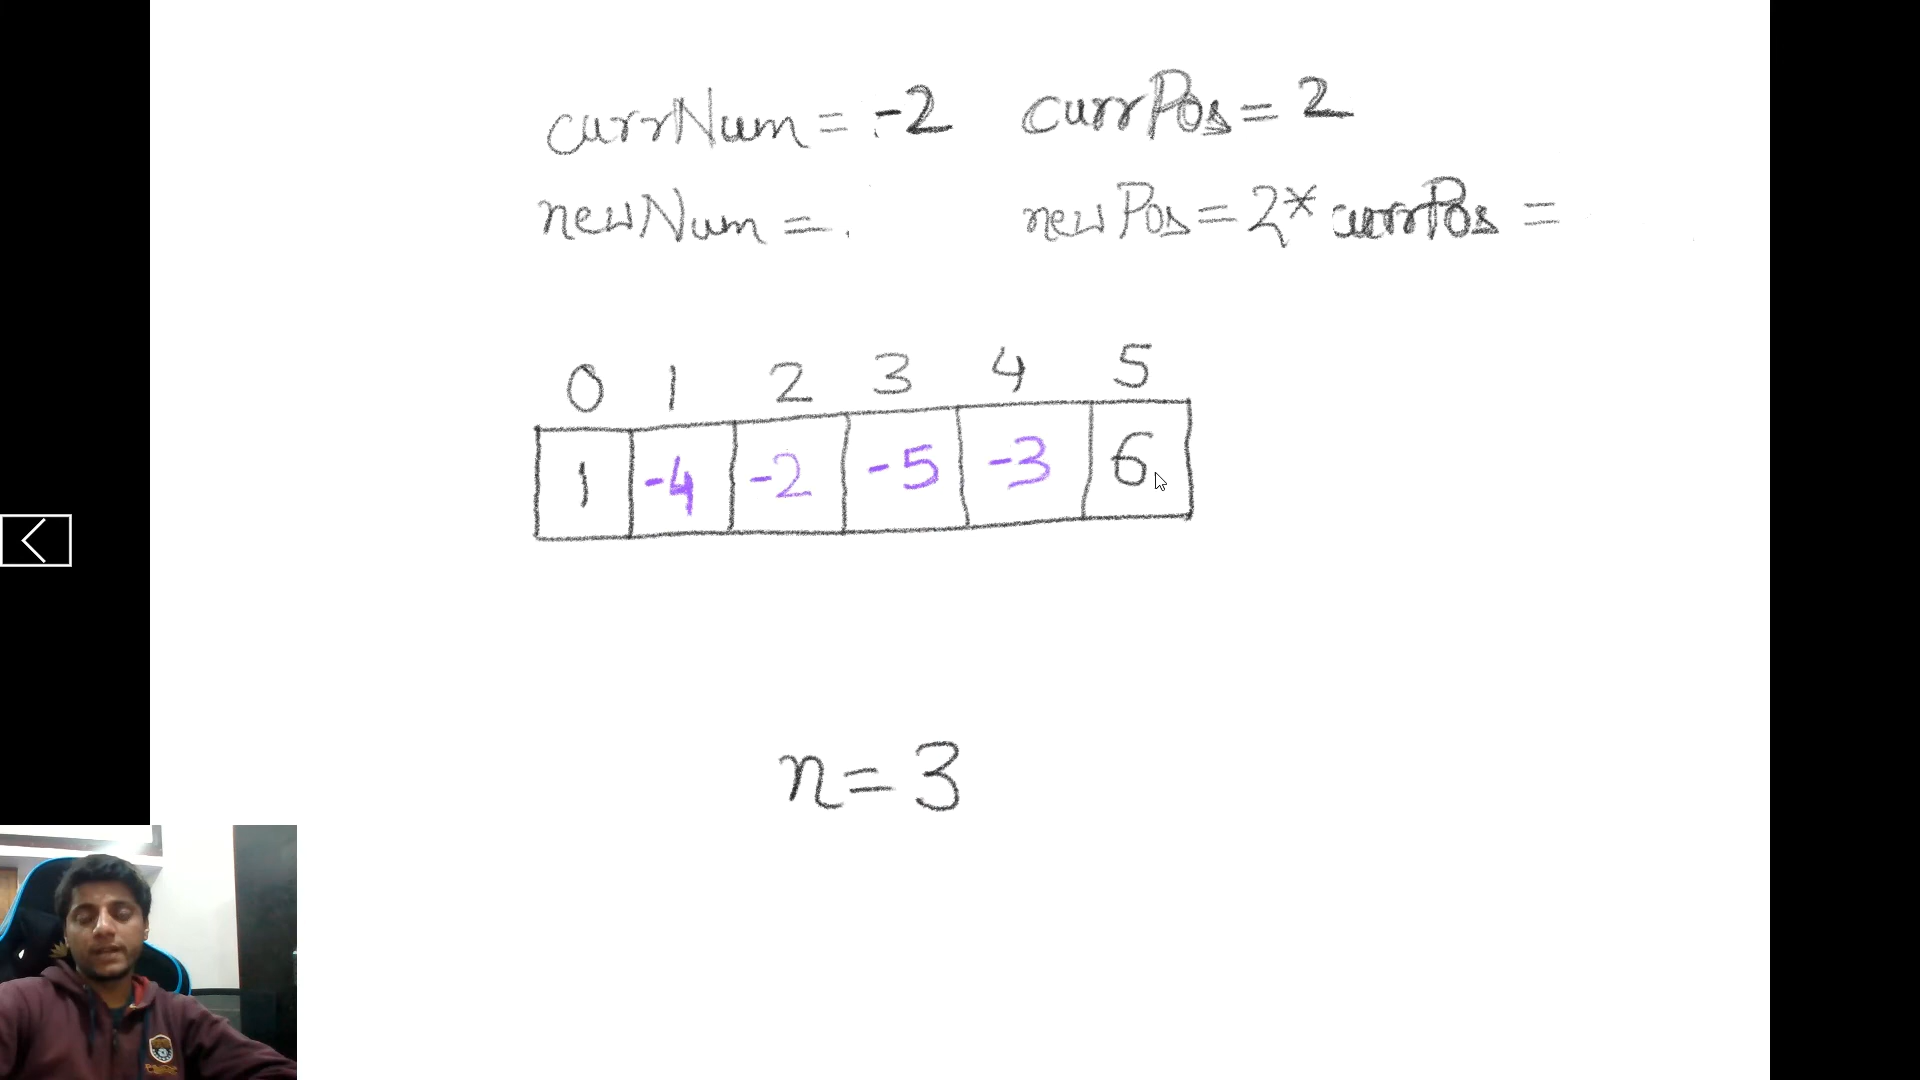 currNum = -2 currPos = 2
newNum = newPos = 2* currPos =
0 1 2 3 4 5
1 -4 -2 -5 -3 6
n = 3